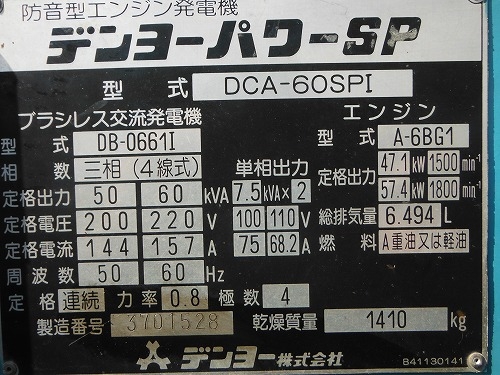 防音型エンジン発電機
デンヨーパワーSP
型式 DCA-60SPI
ブラシレス交流発電機 エンジン
型式 DB-0661I 型式 A-6BG1
相数 三相(4線式) 単相出力 定格出力 47.1 kW 1500 min⁻¹
定格出力 50 60 kVA 7.5 kVA×2 57.4 kW 1800 min⁻¹
定格電圧 200 220 V 100 110 V 総排気量 6.494 L
定格電流 144 157 A 75 68.2 A 燃料 A重油又は軽油
周波数 50 60 Hz
定格 連続 力率 0.8 極数 4
製造番号 3701528 乾燥質量 1410 kg
デンヨー株式会社 841130141